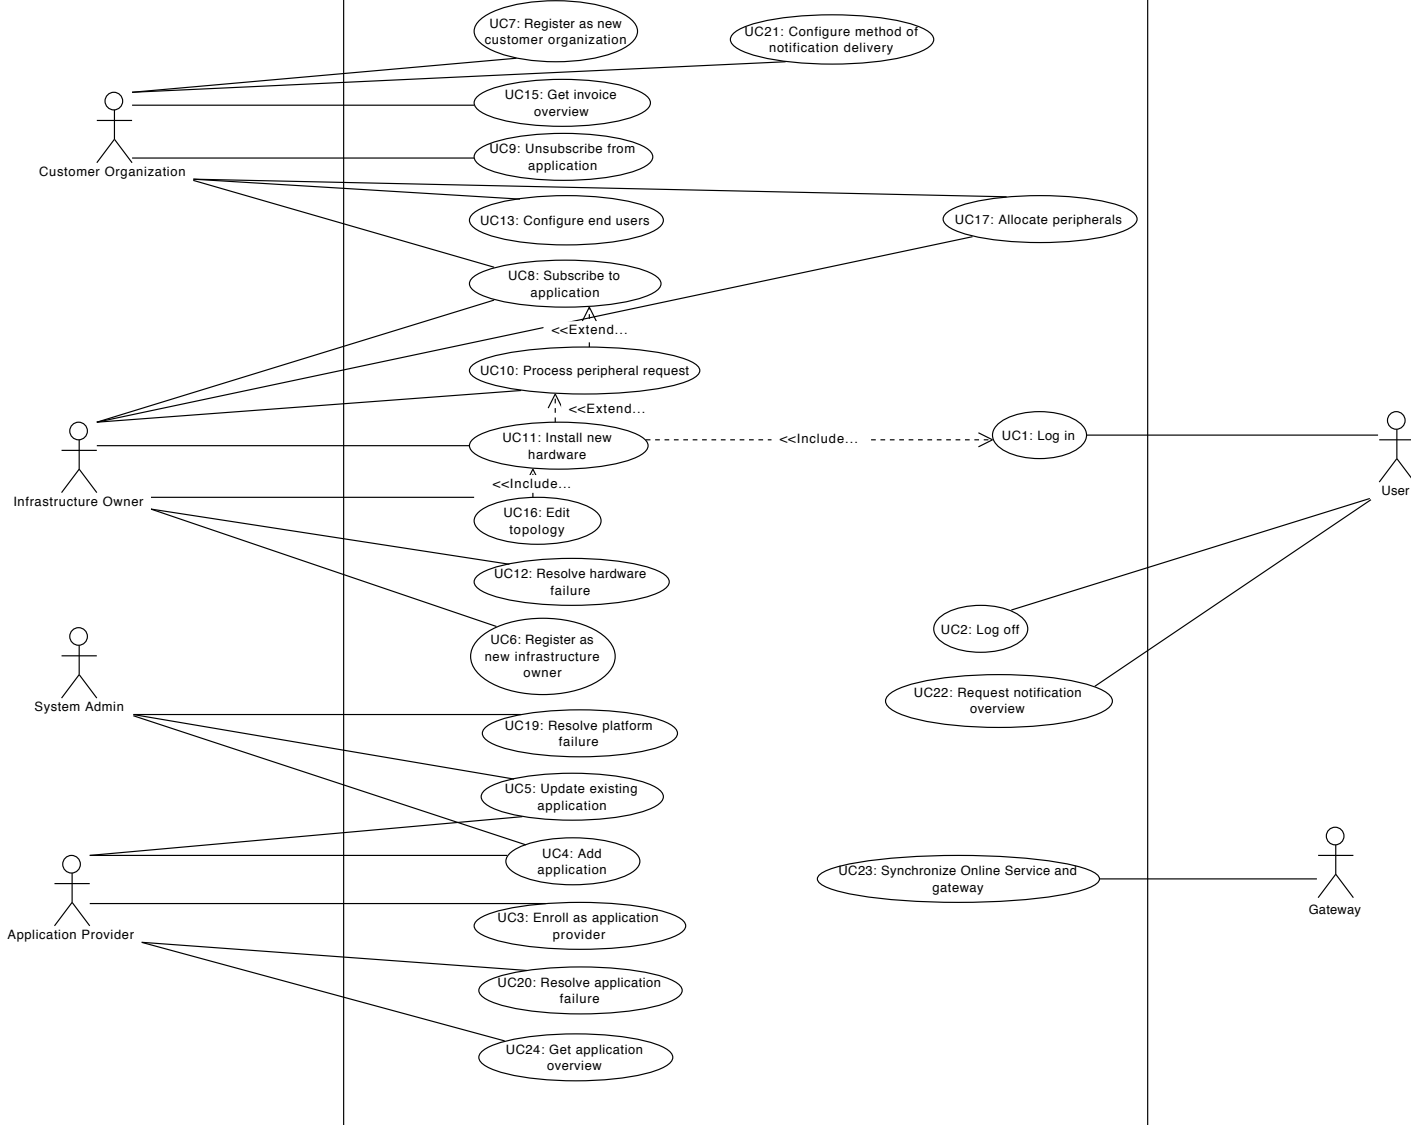 UC7: Register as new
customer organization
UC21: Configure method of
notification delivery
UC15: Get invoice
overview
UC9: Unsubscribe from
application
Customer Organization
UC13: Configure end users
UC17: Allocate peripherals
UC8: Subscribe to
application
<<Extend...
UC10: Process peripheral request
<<Extend...
UC11: Install new
hardware
<<Include...
UC1: Log in
User
<<Include...
Infrastructure Owner
UC16: Edit
topology
UC12: Resolve hardware
failure
UC6: Register as
new infrastructure
owner
UC2: Log off
UC22: Request notification
overview
System Admin
UC19: Resolve platform
failure
UC5: Update existing
application
UC4: Add
application
UC23: Synchronize Online Service and
gateway
Gateway
Application Provider
UC3: Enroll as application
provider
UC20: Resolve application
failure
UC24: Get application
overview